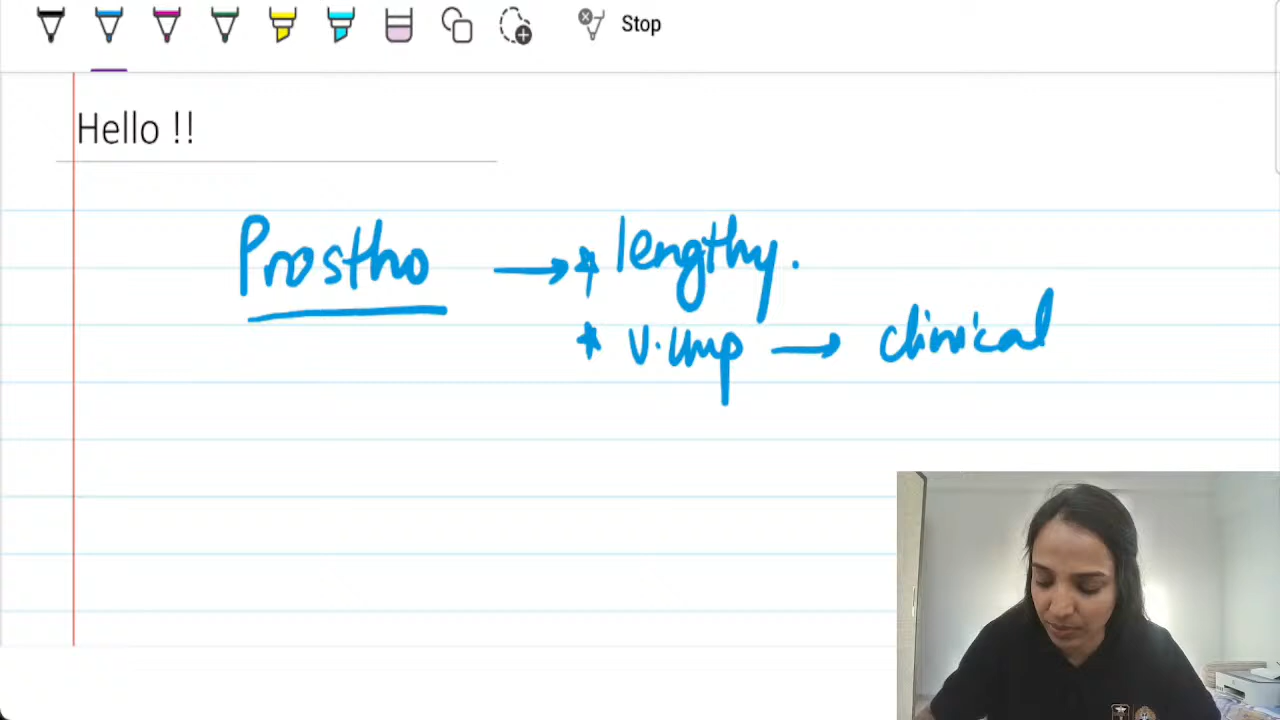 Stop
Hello !!
Prostho → * lengthy.
* v.imp → clinical